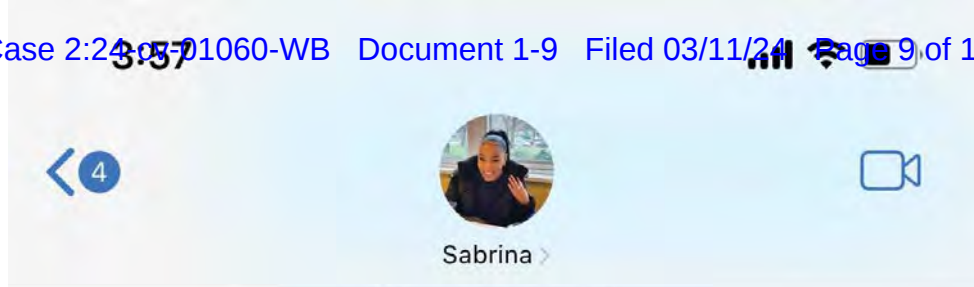 Case 2:24-cv-01060-WB Document 1-9 Filed 03/11/24 Page 9 of 1
3:57
4
Sabrina